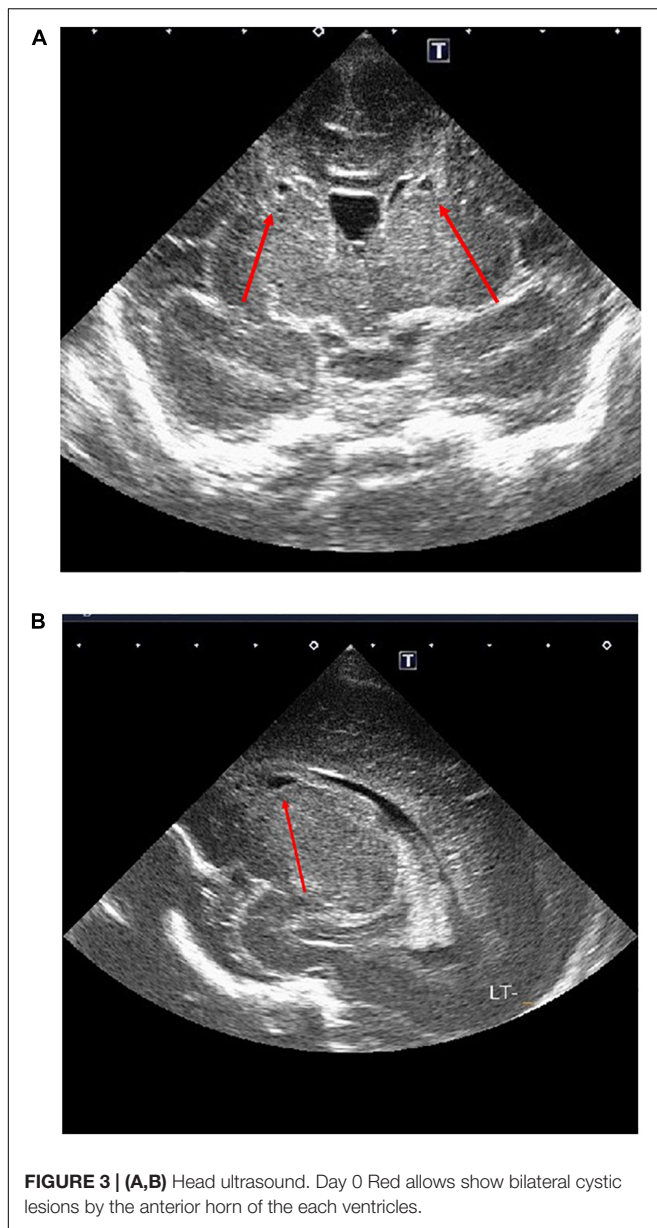 A
T
B
T
LT-
FIGURE 3 | (A,B) Head ultrasound. Day 0 Red allows show bilateral cystic
lesions by the anterior horn of the each ventricles.